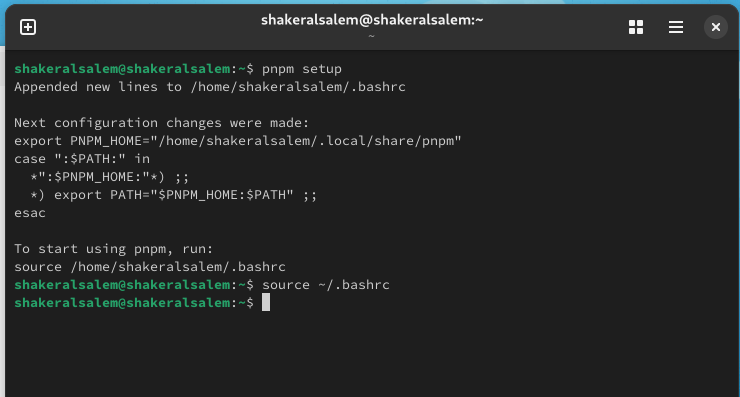 shakeralsalem@shakeralsalem:~
~
shakeralsalem@shakeralsalem:~$ pnpm setup
Appended new lines to /home/shakeralsalem/.bashrc

Next configuration changes were made:
export PNPM_HOME="/home/shakeralsalem/.local/share/pnpm"
case ":$PATH:" in
  *":$PNPM_HOME:"*) ;;
  *) export PATH="$PNPM_HOME:$PATH" ;;
esac

To start using pnpm, run:
source /home/shakeralsalem/.bashrc
shakeralsalem@shakeralsalem:~$ source ~/.bashrc
shakeralsalem@shakeralsalem:~$